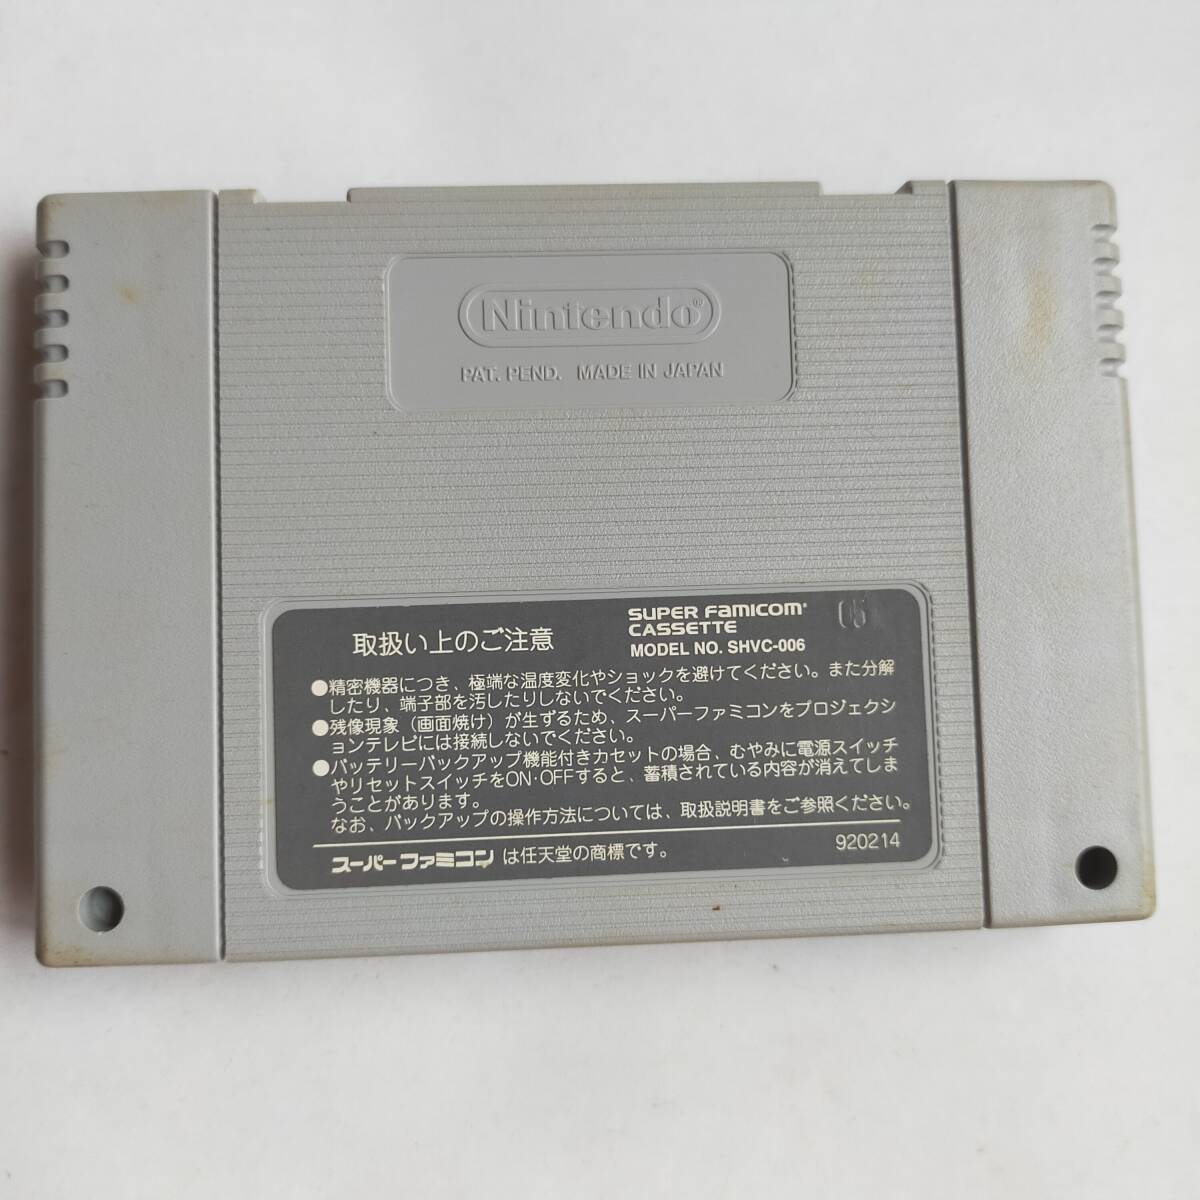 Nintendo®
PAT. PEND. MADE IN JAPAN
取扱い上のご注意
SUPER FAMICOM®
CASSETTE
MODEL NO. SHVC-006
05
●精密機器につき、極端な温度変化やショックを避けてください。また分解
したり、端子部を汚したりしないでください。
●残像現象（画面焼け）が生ずるため、スーパーファミコンをプロジェクシ
ョンテレビには接続しないでください。
●バッテリーバックアップ機能付きカセットの場合、むやみに電源スイッチ
やリセットスイッチをON･OFFすると、蓄積されている内容が消えてしま
うことがあります。
なお、バックアップの操作方法については、取扱説明書をご参照ください。
スーパーファミコン は任天堂の商標です。
920214